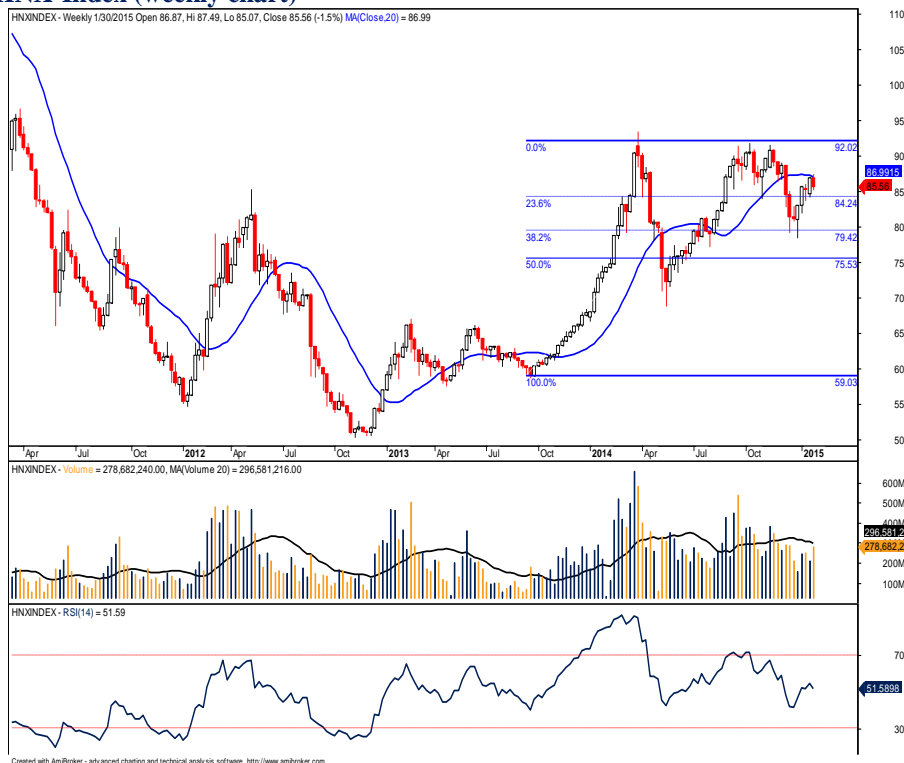 HNX-Index (weekly chart)
HNXINDEX - Weekly 1/30/2015 Open 86.87, Hi 87.49, Lo 85.07, Close 85.56 (-1.5%) MA(Close,20) = 86.99
110
100
95
90
86.9915
85.56
85
80
75
70
65
60
55
50
0.0% 92.02
23.6% 84.24
38.2% 79.42
50.0% 75.53
100.0% 59.03
Apr Jul Oct 2012 Apr Jul Oct 2013 Apr Jul Oct 2014 Apr Jul Oct 2015
HNXINDEX - Volume = 278,682,240.00, MA(Volume 20) = 296,581,216.00
600M
500M
400M
296,581,2
278,682,2
200M
100M
HNXINDEX - RSI(14) = 51.59
70
51.5898
30
Created with AmiBroker - advanced charting and technical analysis software. http://www.amibroker.com